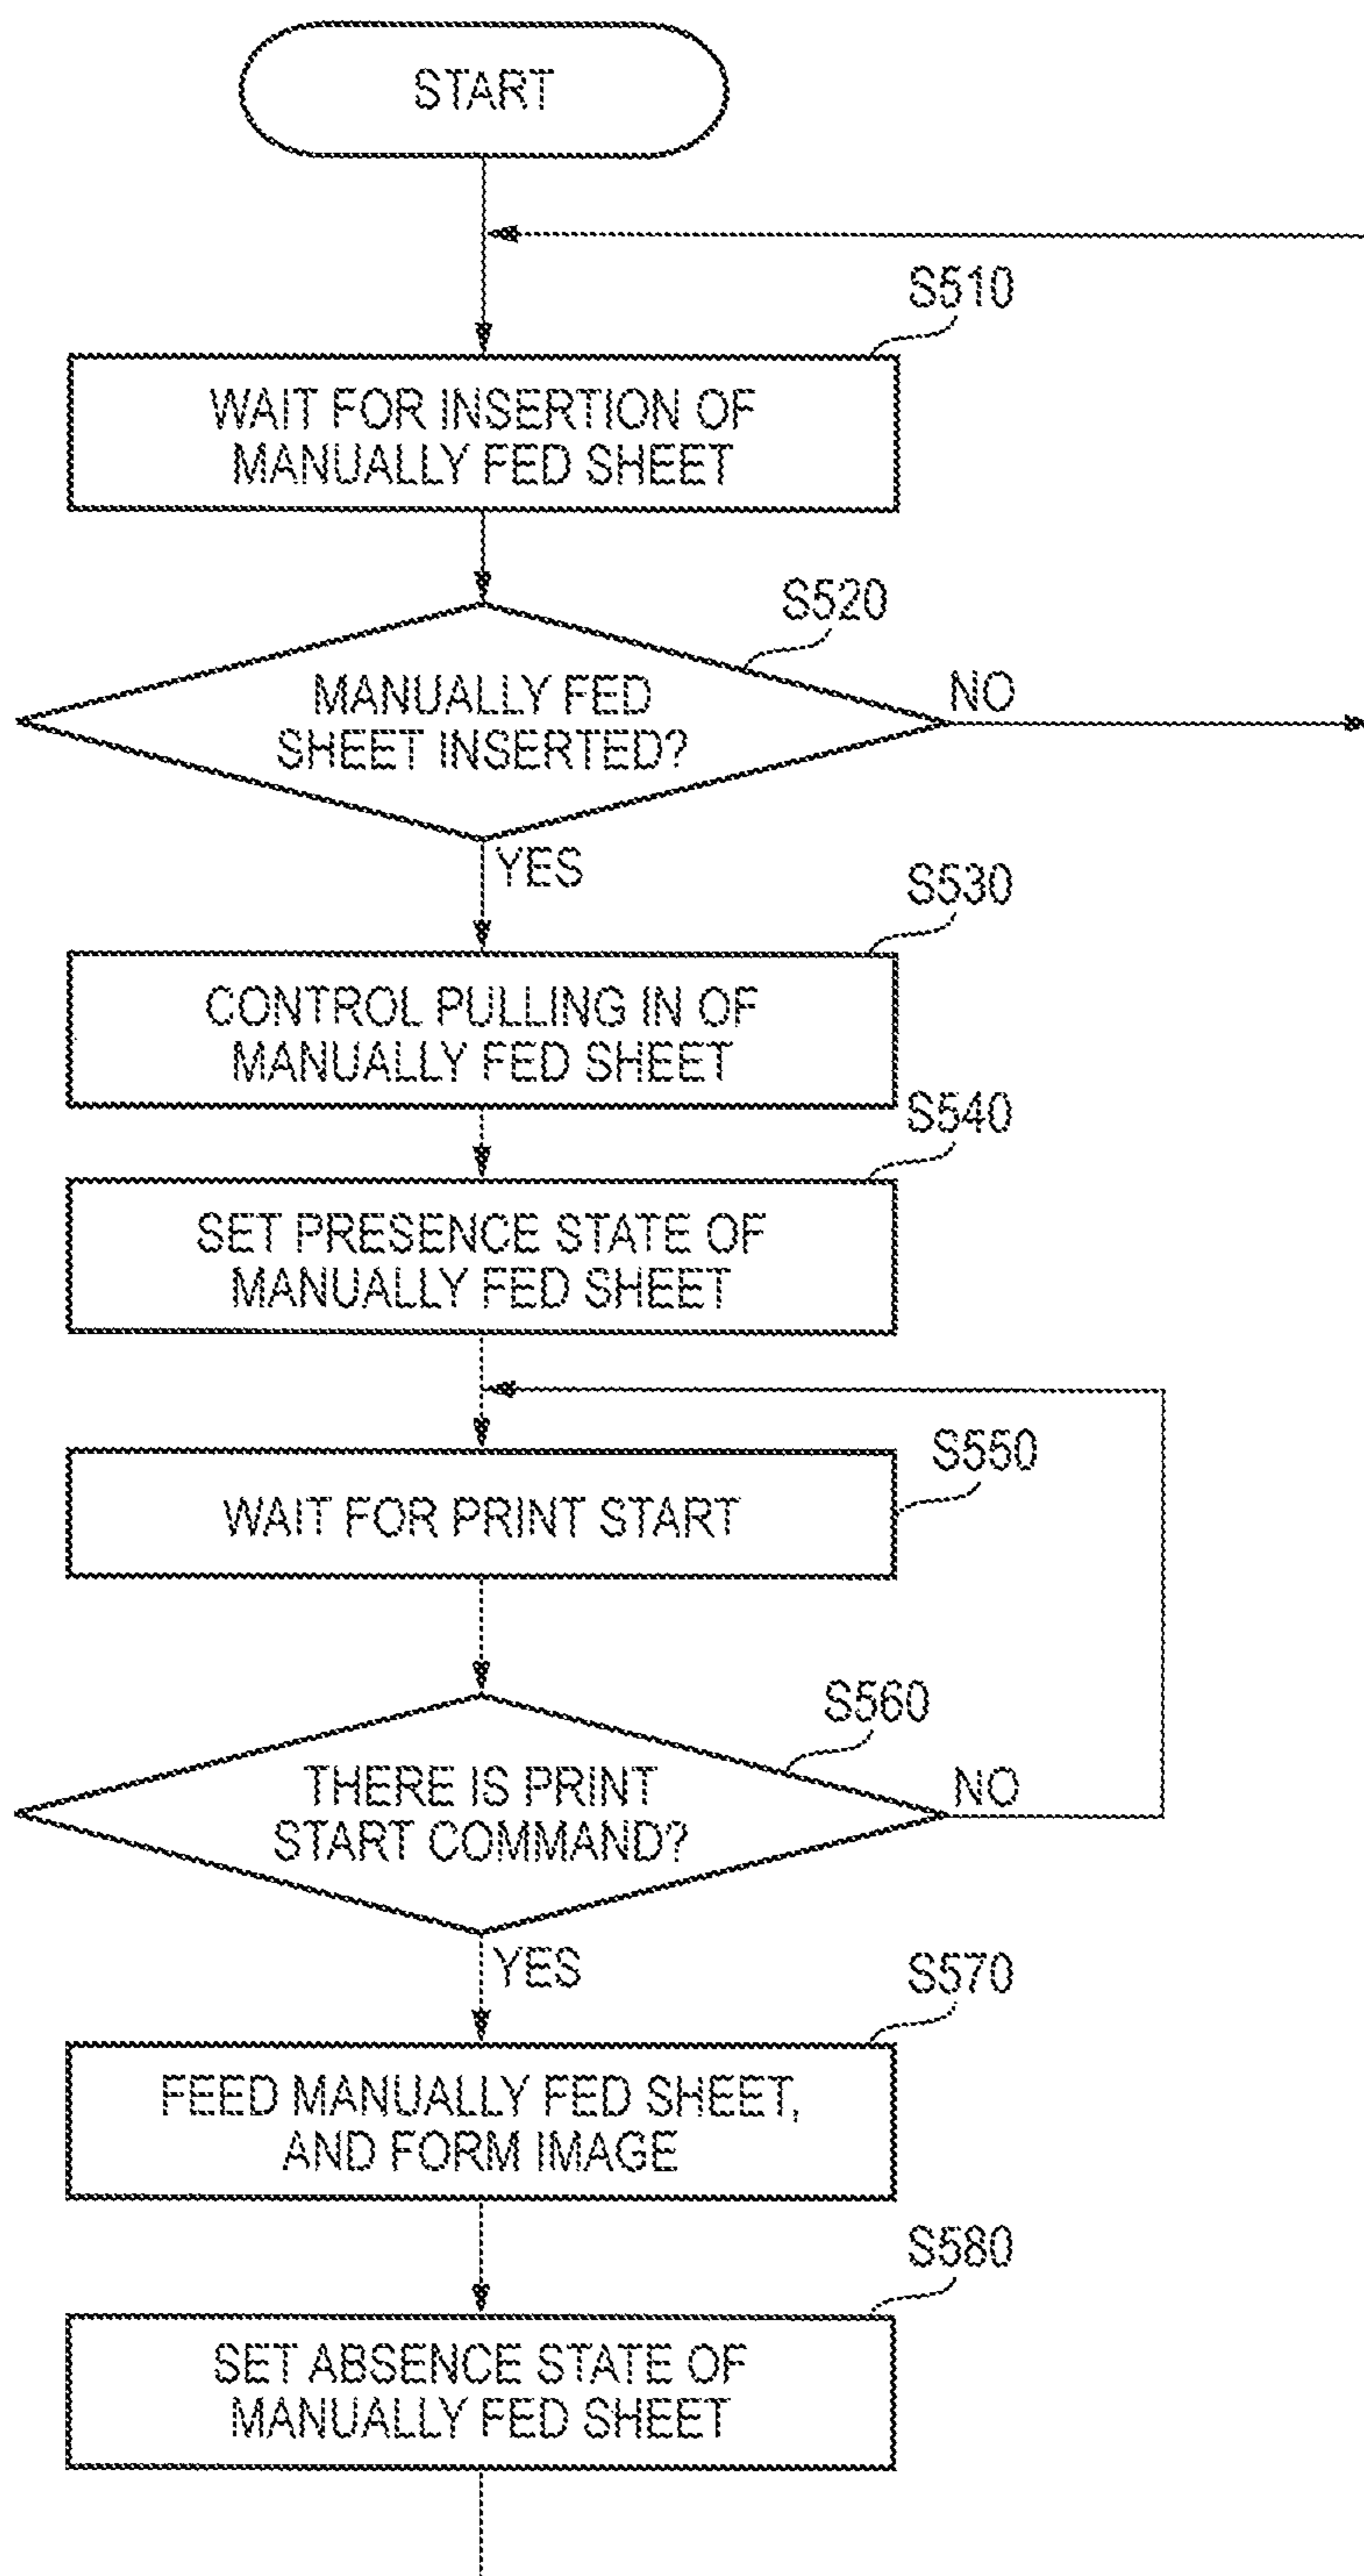 START
S510
WAIT FOR INSERTION OF
MANUALLY FED SHEET
S520
MANUALLY FED
SHEET INSERTED?
NO
YES
S530
CONTROL PULLING IN OF
MANUALLY FED SHEET
S540
SET PRESENCE STATE OF
MANUALLY FED SHEET
S550
WAIT FOR PRINT START
S560
THERE IS PRINT
START COMMAND?
NO
YES
S570
FEED MANUALLY FED SHEET,
AND FORM IMAGE
S580
SET ABSENCE STATE OF
MANUALLY FED SHEET